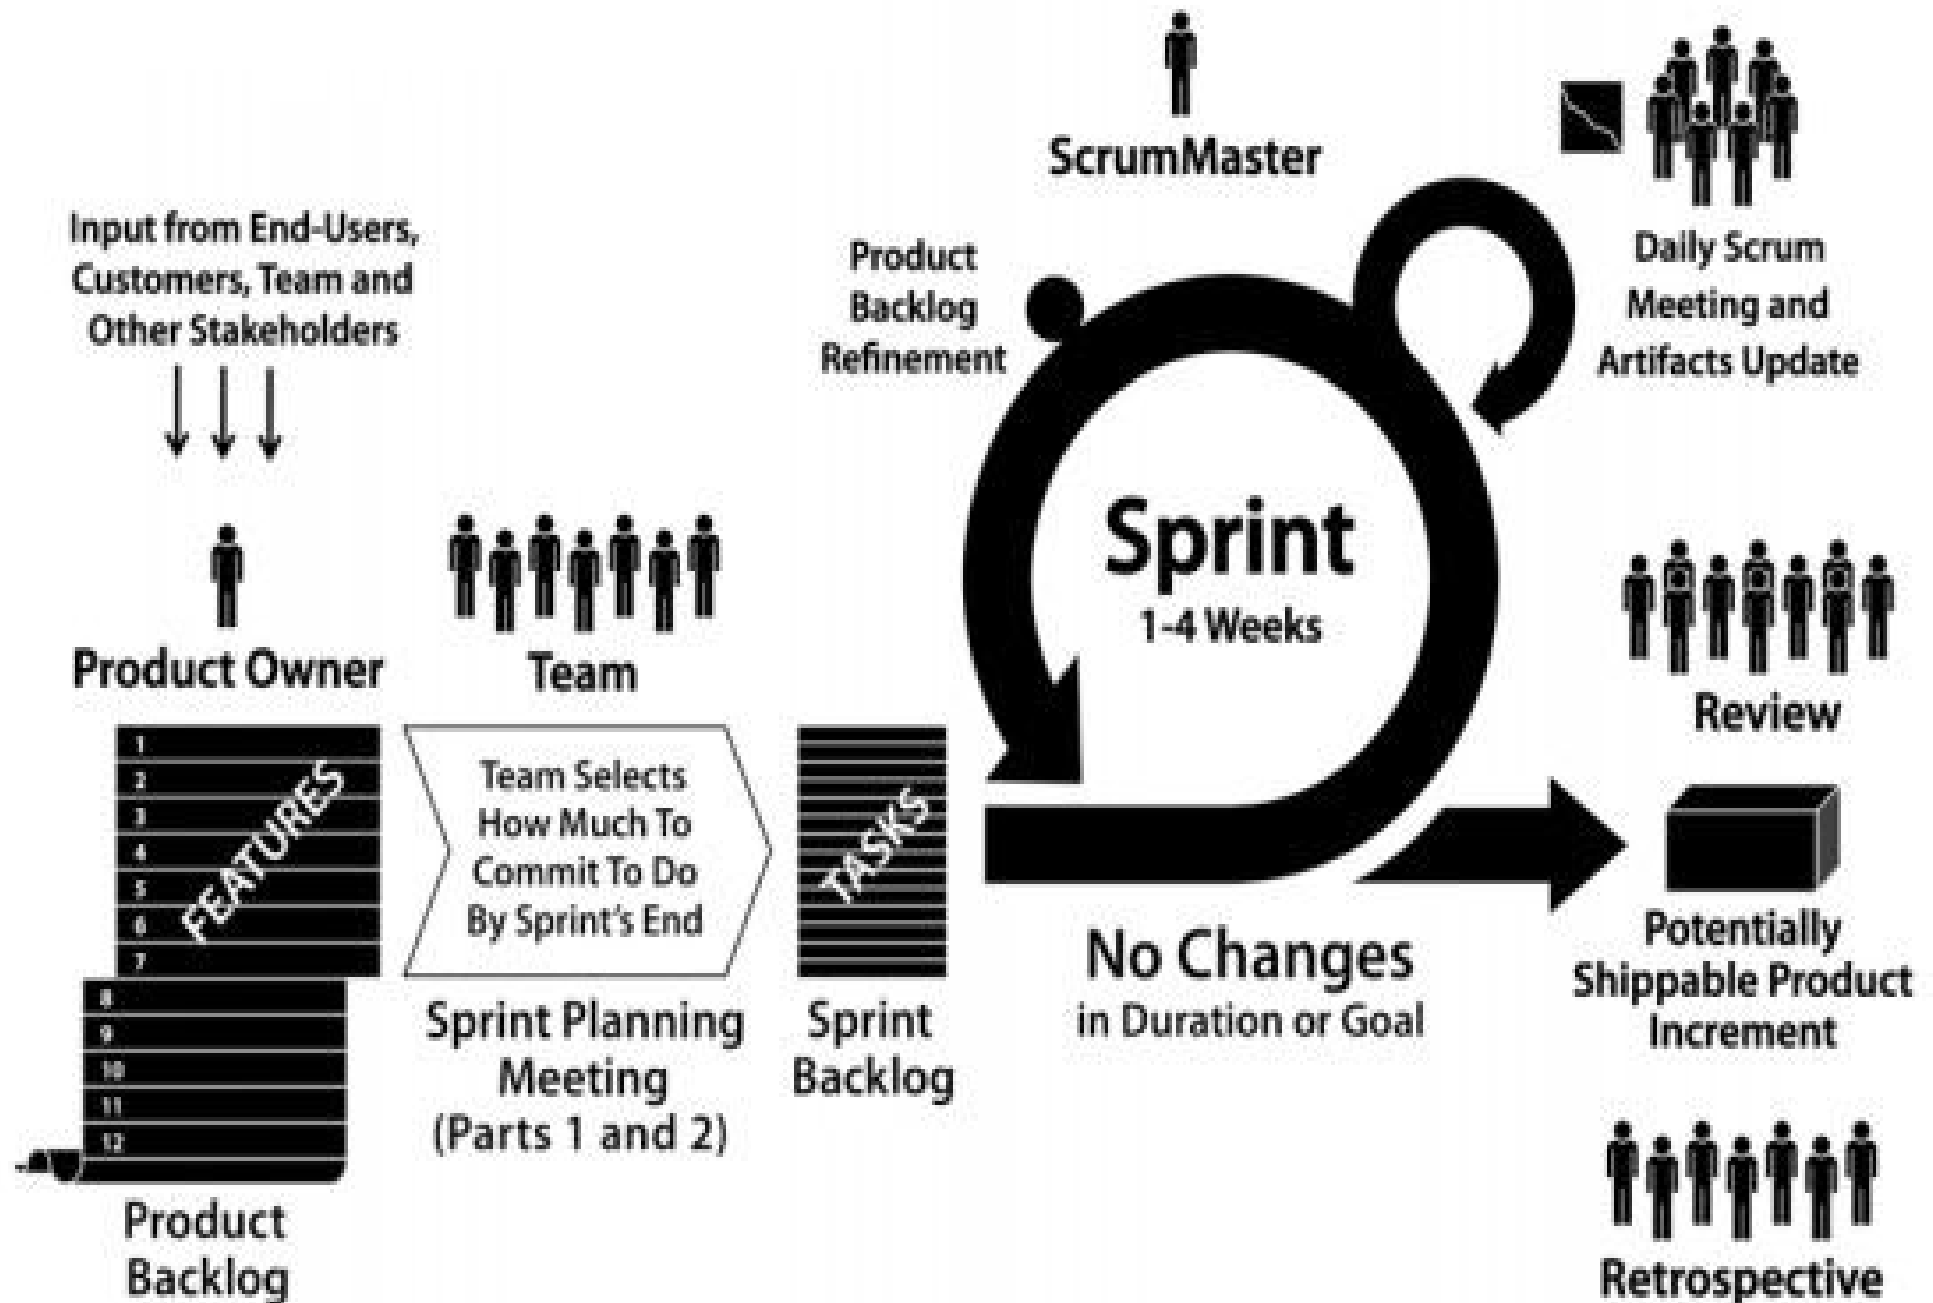 ScrumMaster
Input from End-Users,
Customers, Team and
Other Stakeholders
Product
Backlog
Refinement
Daily Scrum
Meeting and
Artifacts Update
Product Owner
Team
Sprint
1-4 Weeks
Review
1
2
3
4
5
6
7
FEATURES
8
9
10
11
12
Team Selects
How Much To
Commit To Do
By Sprint's End
TASKS
No Changes
in Duration or Goal
Potentially
Shippable Product
Increment
Sprint Planning
Meeting
(Parts 1 and 2)
Sprint
Backlog
Product
Backlog
Retrospective